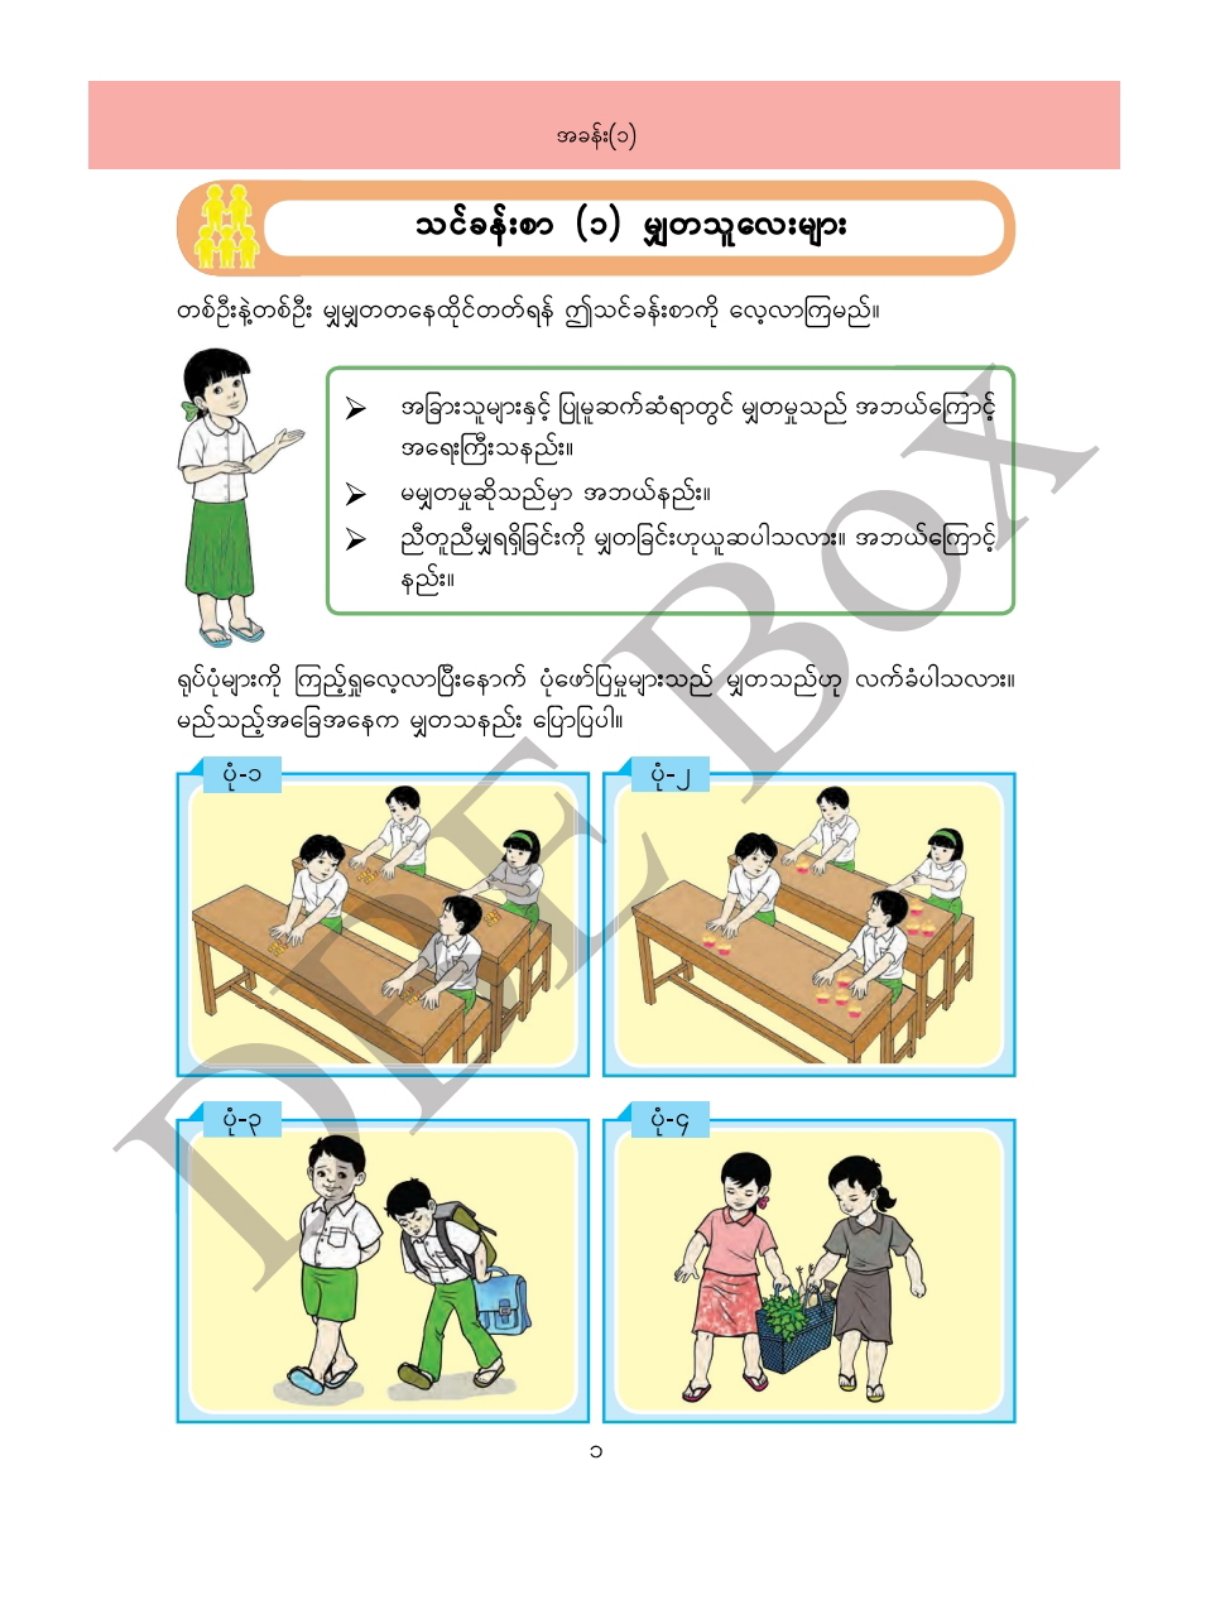 အခန်း(၁)
သင်ခန်းစာ (၁) မျှတသူလေးများ
တစ်ဦးနဲ့တစ်ဦး မျှမျှတတနေထိုင်တတ်ရန် ဤသင်ခန်းစာကို လေ့လာကြမည်။
➢ အခြားသူများနှင့် ပြုမူဆက်ဆံရာတွင် မျှတမှုသည် အဘယ်ကြောင့်
အရေးကြီးသနည်း။
➢ မမျှတမှုဆိုသည်မှာ အဘယ်နည်း။
➢ ညီတူညီမျှရရှိခြင်းကို မျှတခြင်းဟုယူဆပါသလား။ အဘယ်ကြောင့်
နည်း။
ရုပ်ပုံများကို ကြည့်ရှုလေ့လာပြီးနောက် ပုံဖော်ပြမှုများသည် မျှတသည်ဟု လက်ခံပါသလား။
မည်သည့်အခြေအနေက မျှတသနည်း ပြောပြပါ။
ပုံ-၁
ပုံ-၂
ပုံ-၃
ပုံ-၄
၁
DBE Box